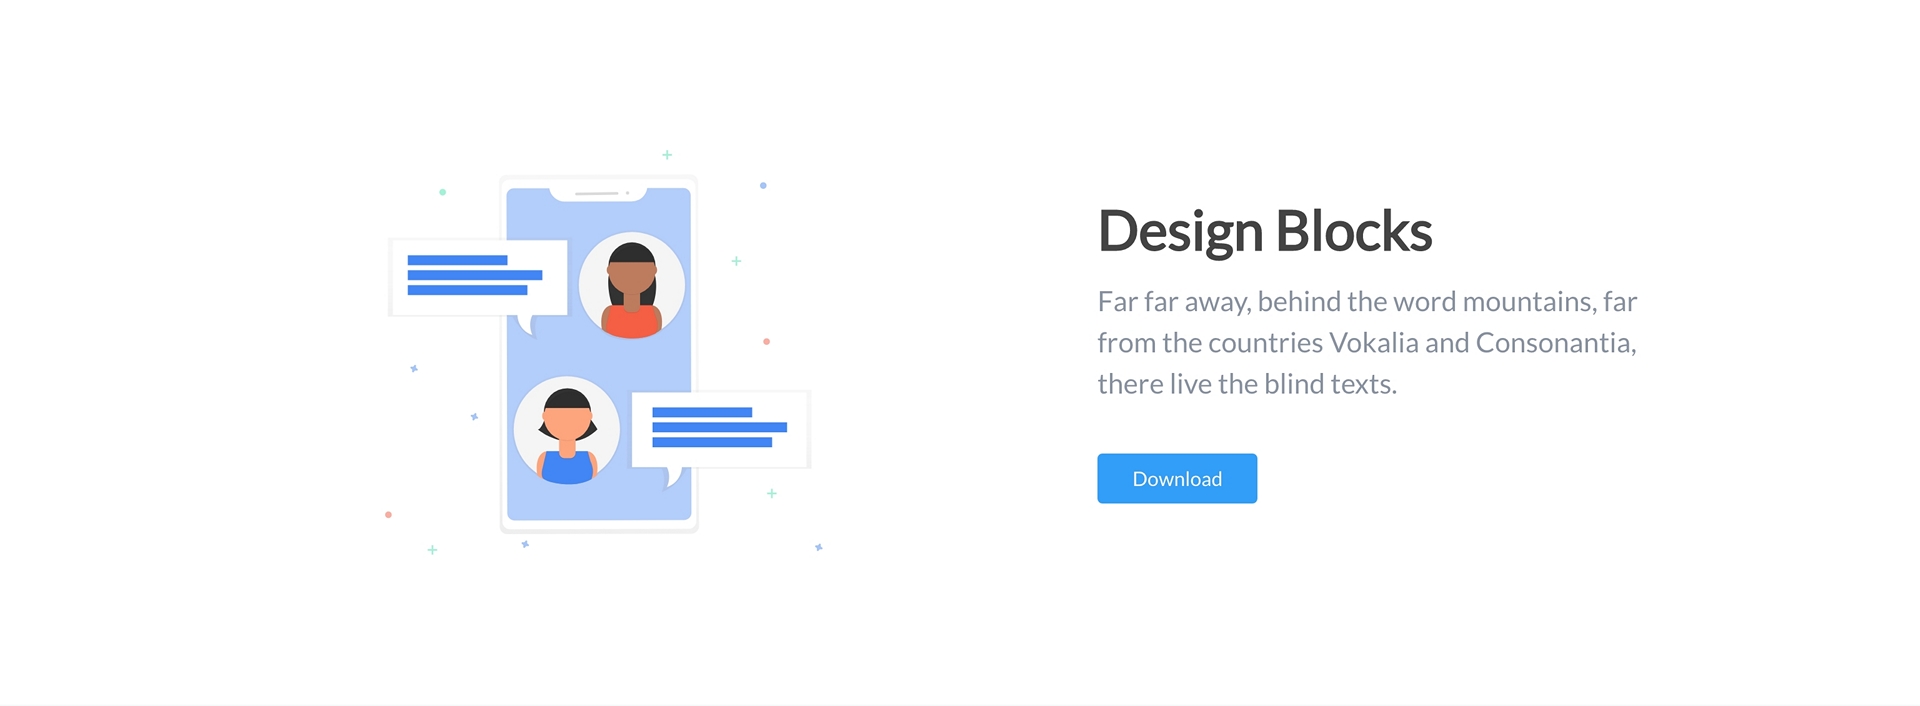 Design Blocks
Far far away, behind the word mountains, far
from the countries Vokalia and Consonantia,
there live the blind texts.
Download